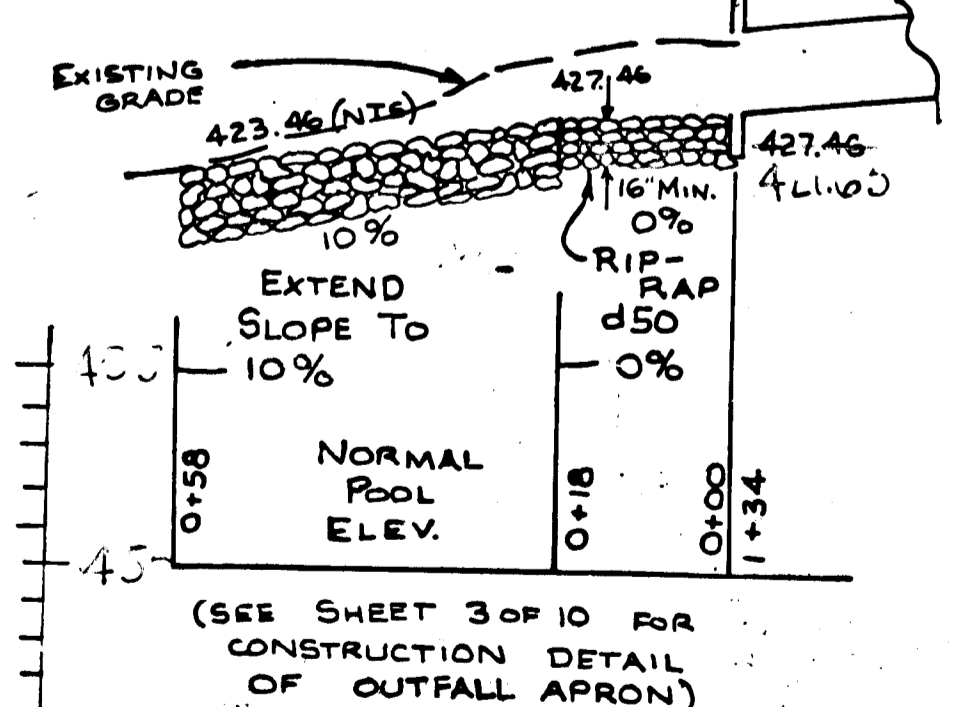 EXISTING
GRADE
427.46
423.46 (NTS)
427.46
16" MIN.
0%
10%
RIP-
RAP
d50
0%
EXTEND
SLOPE TO
10%
NORMAL
POOL
ELEV.
0+58
0+18
0+00
1+34
(SEE SHEET 3 OF 10 FOR
CONSTRUCTION DETAIL
OF OUTFALL APRON)